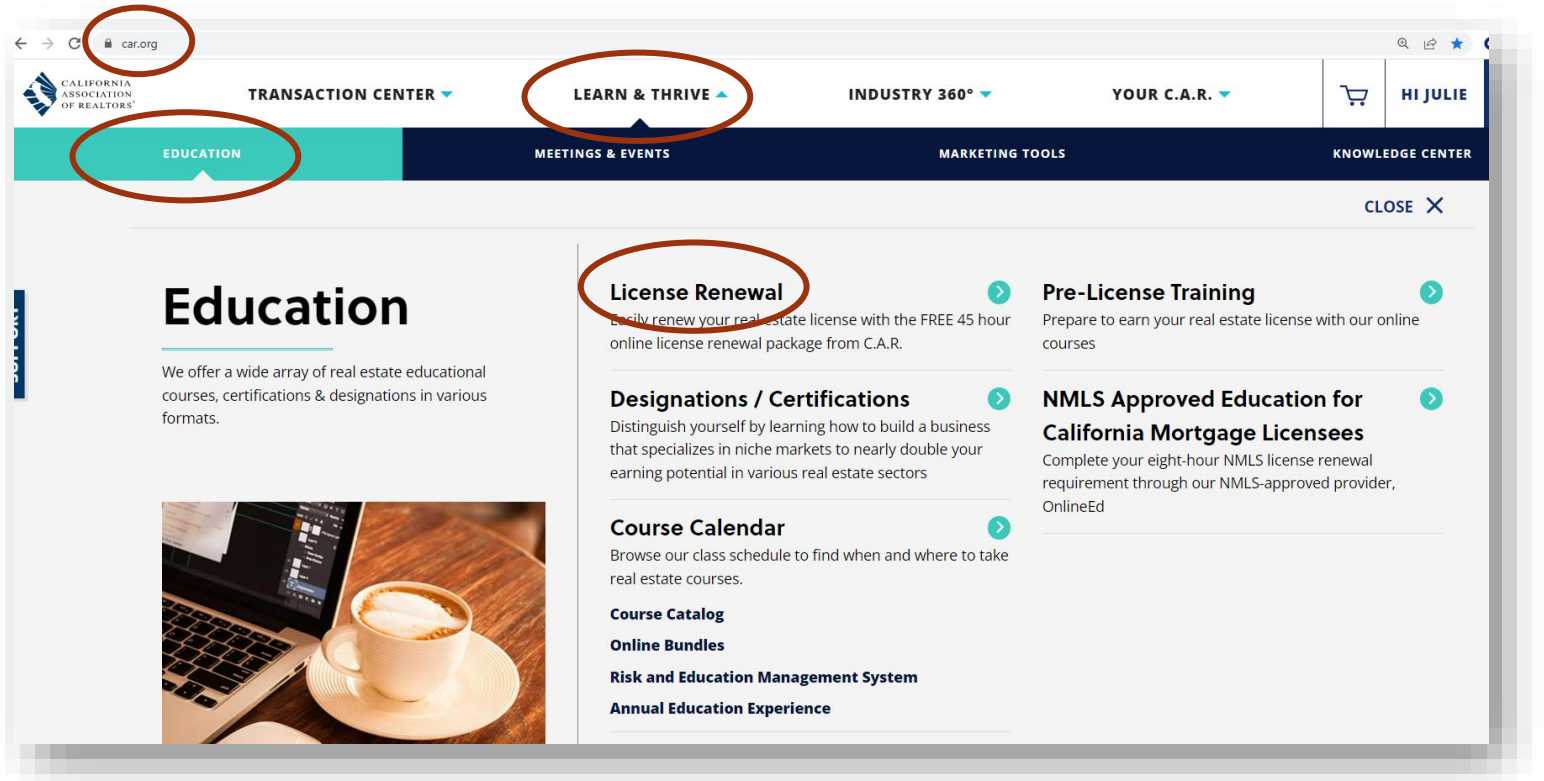 car.org
CALIFORNIA
ASSOCIATION
OF REALTORS®
TRANSACTION CENTER
LEARN & THRIVE
INDUSTRY 360°
YOUR C.A.R.
HI JULIE
EDUCATION
MEETINGS & EVENTS
MARKETING TOOLS
KNOWLEDGE CENTER
CLOSE
Education
We offer a wide array of real estate educational
courses, certifications & designations in various
formats.
License Renewal
Easily renew your real estate license with the FREE 45 hour
online license renewal package from C.A.R.
Designations / Certifications
Distinguish yourself by learning how to build a business
that specializes in niche markets to nearly double your
earning potential in various real estate sectors
Course Calendar
Browse our class schedule to find when and where to take
real estate courses.
Course Catalog
Online Bundles
Risk and Education Management System
Annual Education Experience
Pre-License Training
Prepare to earn your real estate license with our online
courses
NMLS Approved Education for
California Mortgage Licensees
Complete your eight-hour NMLS license renewal
requirement through our NMLS-approved provider,
OnlineEd